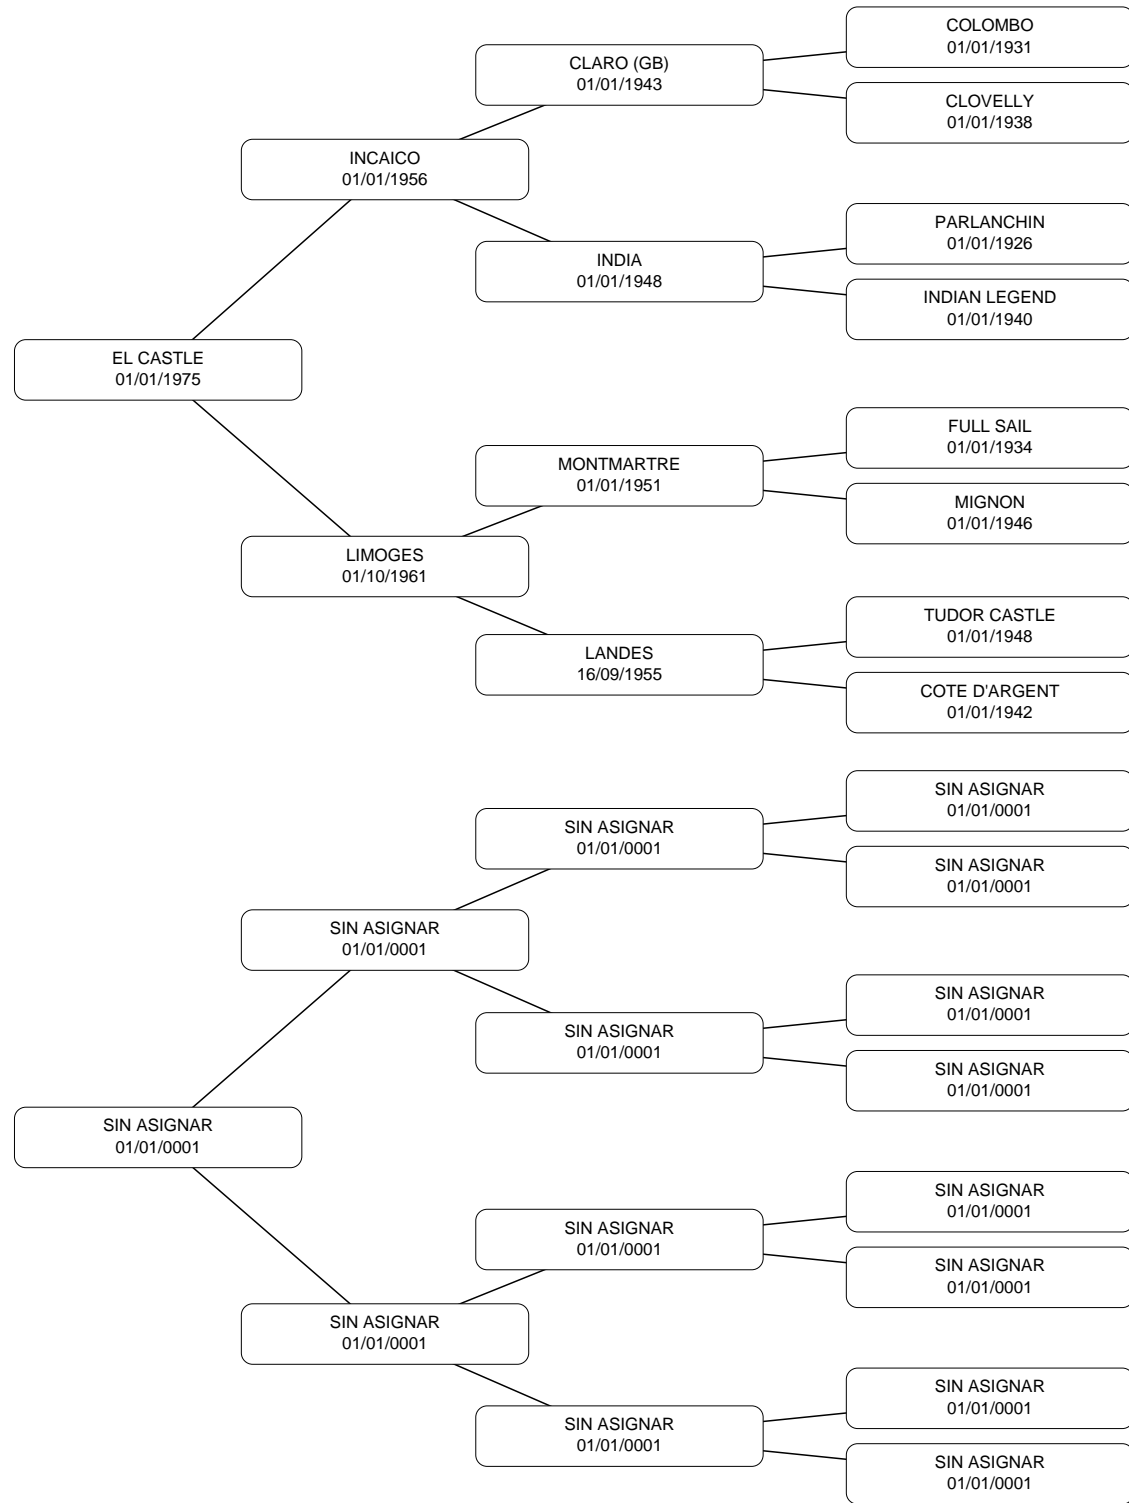 COLOMBO
01/01/1931
CLARO (GB)
01/01/1943
CLOVELLY
01/01/1938
INCAICO
01/01/1956
PARLANCHIN
01/01/1926
INDIA
01/01/1948
INDIAN LEGEND
01/01/1940
EL CASTLE
01/01/1975
FULL SAIL
01/01/1934
MONTMARTRE
01/01/1951
MIGNON
01/01/1946
LIMOGES
01/10/1961
TUDOR CASTLE
01/01/1948
LANDES
16/09/1955
COTE D'ARGENT
01/01/1942
SIN ASIGNAR
01/01/0001
SIN ASIGNAR
01/01/0001
SIN ASIGNAR
01/01/0001
SIN ASIGNAR
01/01/0001
SIN ASIGNAR
01/01/0001
SIN ASIGNAR
01/01/0001
SIN ASIGNAR
01/01/0001
SIN ASIGNAR
01/01/0001
SIN ASIGNAR
01/01/0001
SIN ASIGNAR
01/01/0001
SIN ASIGNAR
01/01/0001
SIN ASIGNAR
01/01/0001
SIN ASIGNAR
01/01/0001
SIN ASIGNAR
01/01/0001
SIN ASIGNAR
01/01/0001